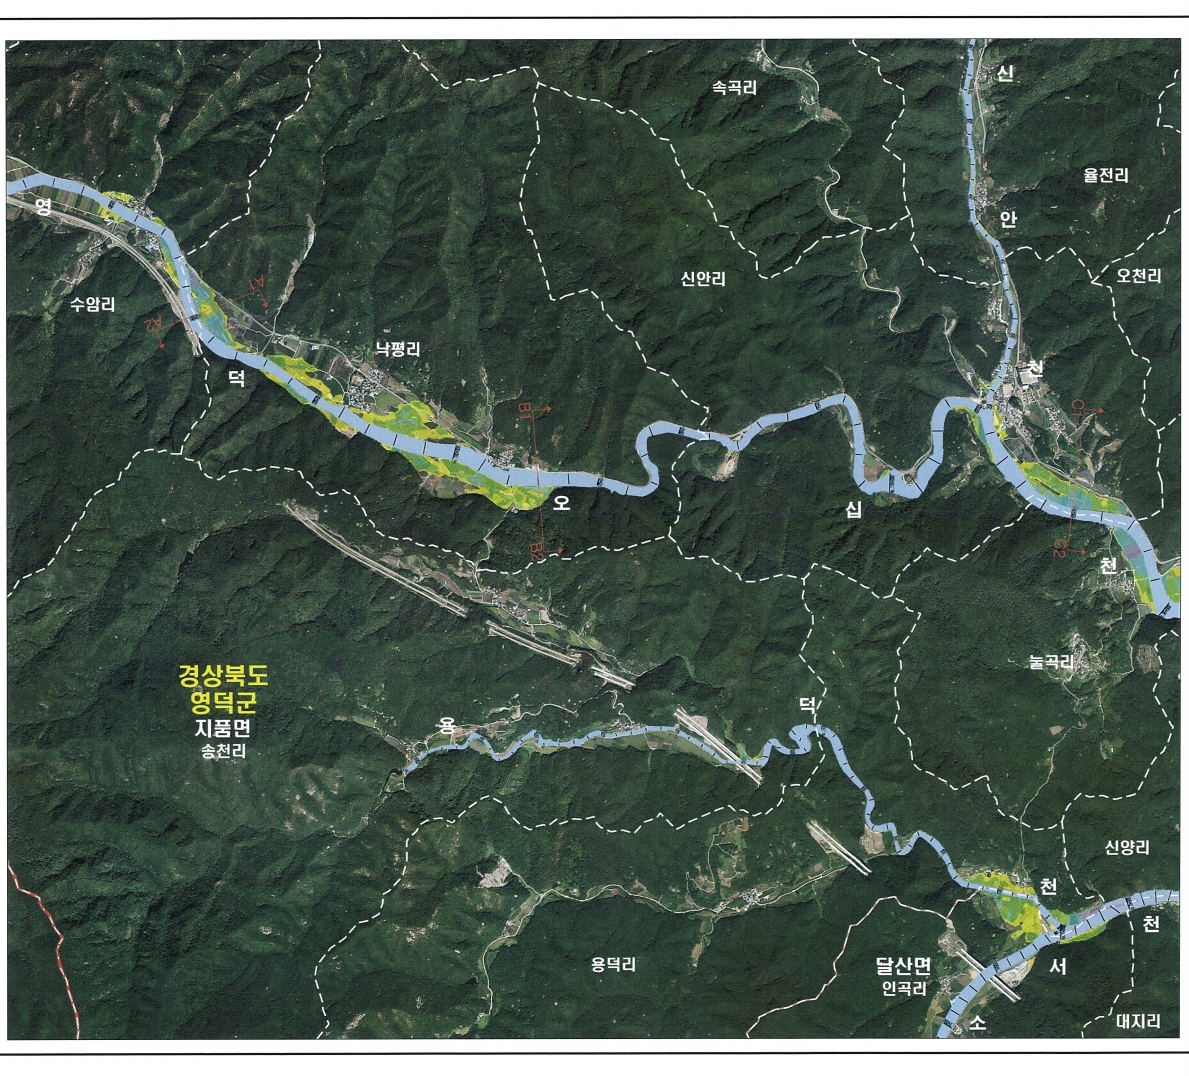 신
속곡리
율전리
영
안
오천리
신안리
수암리
낙평리
천
덕
B1
C1
오
십
B2
C2
천
눌곡리
경상북도
영덕군
지품면
송천리
용
덕
신양리
천
천
용덕리
달산면
인곡리
서
소
대지리